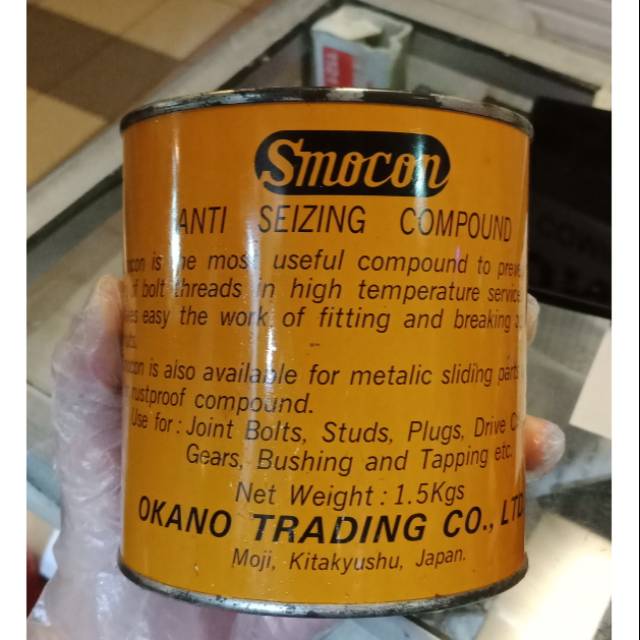 Smocon
ANTI SEIZING COMPOUND
is the most useful compound to
of bolt threads in high temperature service
easy the work of fitting and breaking
is also available for metalic sliding parts
rustproof compound.
Use for : Joint Bolts, Studs, Plugs, Drive
Gears, Bushing and Tapping etc.
Net Weight : 1.5Kgs
OKANO TRADING CO., LTD.
Moji, Kitakyushu, Japan.